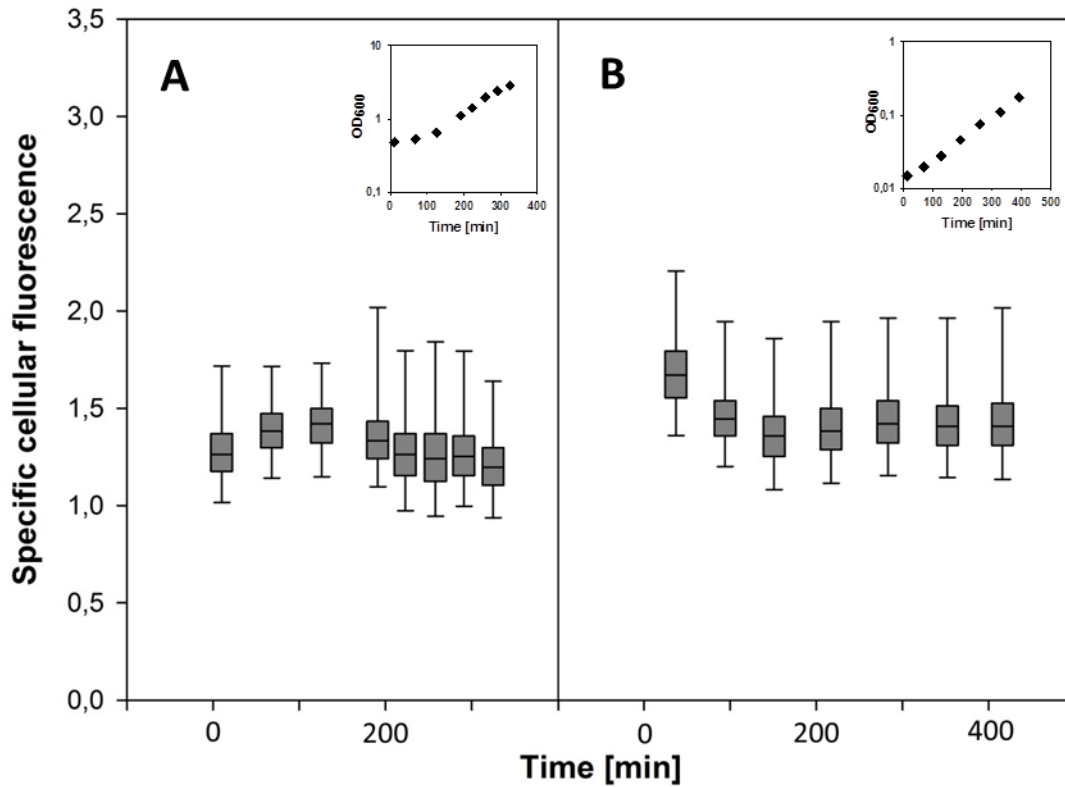 Specific cellular fluorescence
3,5
3,0
2,5
2,0
1,5
1,0
0,5
0,0
A
OD600
10
1
0,1
0 100 200 300 400
Time [min]
B
OD600
1
0,1
0,01
0 100 200 300 400 500
Time [min]
0 200 0 200 400
Time [min]